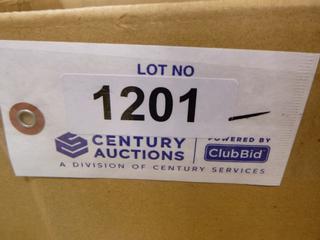 LOT NO
1201
CENTURY
AUCTIONS
POWERED BY
ClubBid
A DIVISION OF CENTURY SERVICES